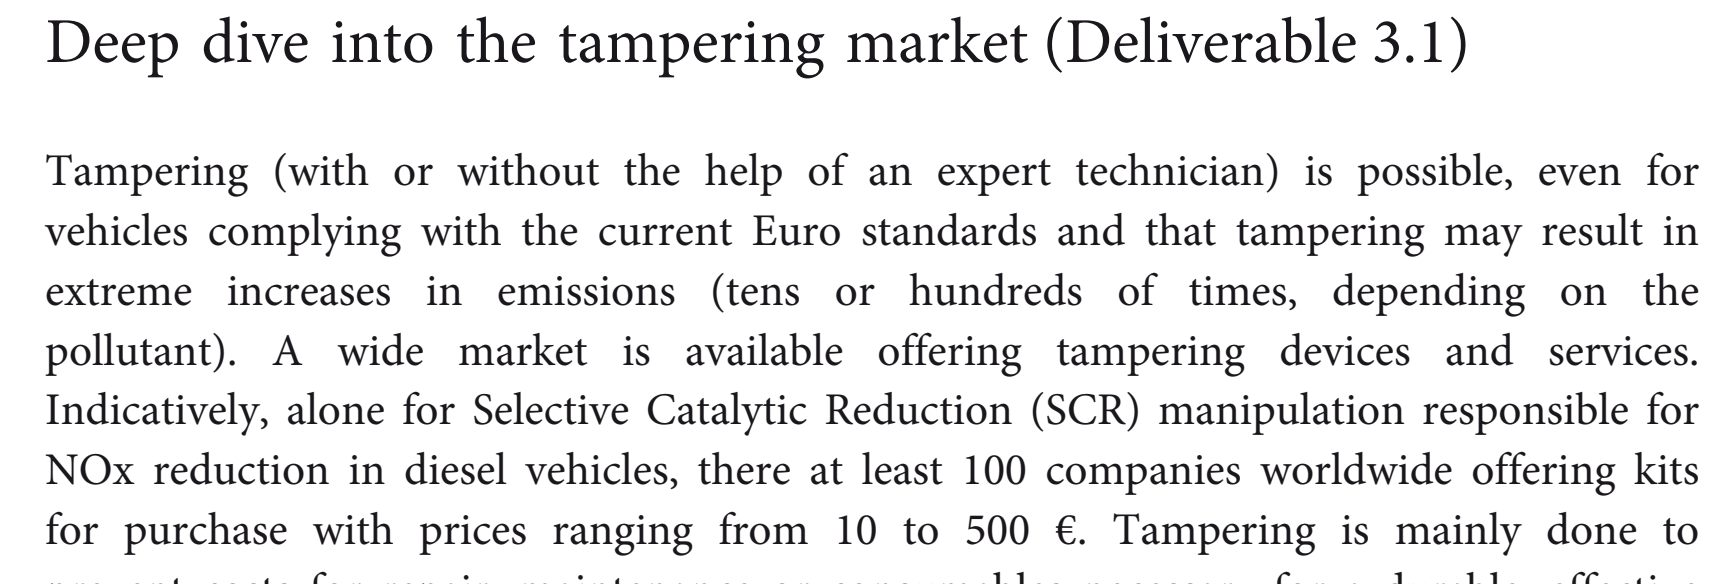 Deep dive into the tampering market (Deliverable 3.1)
Tampering (with or without the help of an expert technician) is possible, even for
vehicles complying with the current Euro standards and that tampering may result in
extreme increases in emissions (tens or hundreds of times, depending on the
pollutant). A wide market is available offering tampering devices and services.
Indicatively, alone for Selective Catalytic Reduction (SCR) manipulation responsible for
NOx reduction in diesel vehicles, there at least 100 companies worldwide offering kits
for purchase with prices ranging from 10 to 500 €. Tampering is mainly done to